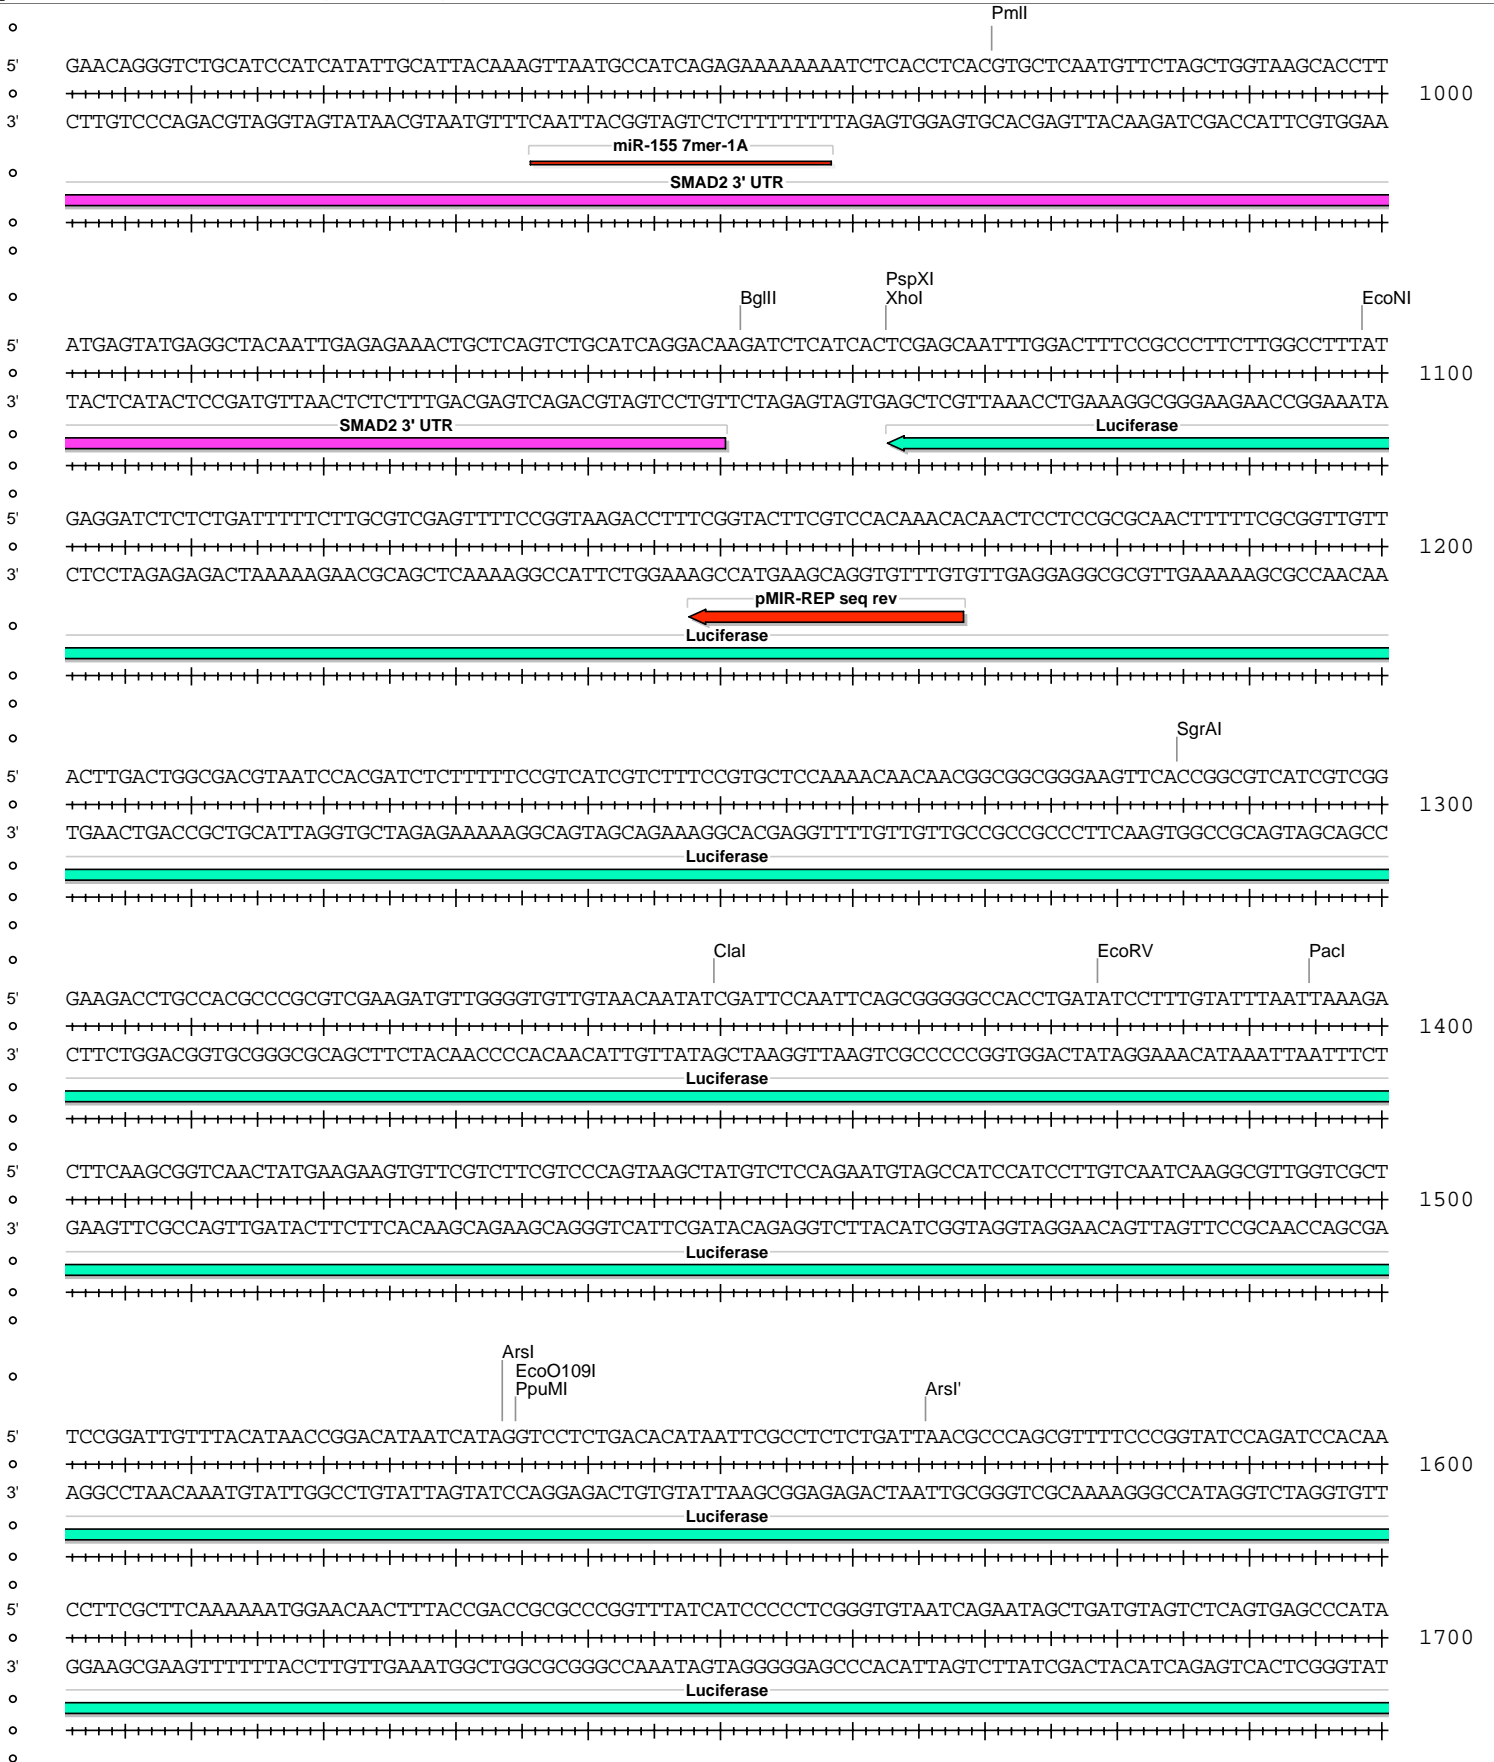 PmlI
5' GAACAGGGTCTGCATCCATCATATTGCATTACAAAGTTAATGCCATCAGAGAAAAAAAATCTCACCTCACGTGCTCAATGTTCTAGCTGGTAAGCACCTT
1000
3' CTTGTCCCAGACGTAGGTAGTATAACGTAATGTTTCAATTACGGTAGTCTCTTTTTTTTAGAGTGGAGTGCACGAGTTACAAGATCGACCATTCGTGGAA
miR-155 7mer-1A
SMAD2 3' UTR
PspXI
BglII XhoI EcoNI
5' ATGAGTATGAGGCTACAATTGAGAGAAACTGCTCAGTCTGCATCAGGACAAGATCTCATCACTCGAGCAATTTGGACTTTCCGCCCTTCTTGGCCTTTAT
1100
3' TACTCATACTCCGATGTTAACTCTCTTTGACGAGTCAGACGTAGTCCTGTTCTAGAGTAGTGAGCTCGTTAAACCTGAAAGGCGGGAAGAACCGGAAATA
SMAD2 3' UTR Luciferase
5' GAGGATCTCTCTGATTTTTCTTGCGTCGAGTTTTCCGGTAAGACCTTTCGGTACTTCGTCCACAAACACAACTCCTCCGCGCAACTTTTTCGCGGTTGTT
1200
3' CTCCTAGAGAGACTAAAAAGAACGCAGCTCAAAAGGCCATTCTGGAAAGCCATGAAGCAGGTGTTTGTGTTGAGGAGGCGCGTTGAAAAAGCGCCAACAA
pMIR-REP seq rev
Luciferase
SgrAI
5' ACTTGACTGGCGACGTAATCCACGATCTCTTTTTCCGTCATCGTCTTTCCGTGCTCCAAAACAACAACGGCGGCGGGAAGTTCACCGGCGTCATCGTCGG
1300
3' TGAACTGACCGCTGCATTAGGTGCTAGAGAAAAAGGCAGTAGCAGAAAGGCACGAGGTTTTGTTGTTGCCGCCGCCCTTCAAGTGGCCGCAGTAGCAGCC
Luciferase
ClaI EcoRV PacI
5' GAAGACCTGCCACGCCCGCGTCGAAGATGTTGGGGTGTTGTAACAATATCGATTCCAATTCAGCGGGGGCCACCTGATATCCTTTGTATTTAATTAAAGA
1400
3' CTTCTGGACGGTGCGGGCGCAGCTTCTACAACCCCACAACATTGTTATAGCTAAGGTTAAGTCGCCCCCGGTGGACTATAGGAAACATAAATTAATTTCT
Luciferase
5' CTTCAAGCGGTCAACTATGAAGAAGTGTTCGTCTTCGTCCCAGTAAGCTATGTCTCCAGAATGTAGCCATCCATCCTTGTCAATCAAGGCGTTGGTCGCT
1500
3' GAAGTTCGCCAGTTGATACTTCTTCACAAGCAGAAGCAGGGTCATTCGATACAGAGGTCTTACATCGGTAGGTAGGAACAGTTAGTTCCGCAACCAGCGA
Luciferase
ArsI
EcoO109I
PpuMI ArsI'
5' TCCGGATTGTTTACATAACCGGACATAATCATAGGTCCTCTGACACATAATTCGCCTCTCTGATTAACGCCCAGCGTTTTCCCGGTATCCAGATCCACAA
1600
3' AGGCCTAACAAATGTATTGGCCTGTATTAGTATCCAGGAGACTGTGTATTAAGCGGAGAGACTAATTGCGGGTCGCAAAAGGGCCATAGGTCTAGGTGTT
Luciferase
5' CCTTCGCTTCAAAAAATGGAACAACTTTACCGACCGCGCCCGGTTTATCATCCCCCTCGGGTGTAATCAGAATAGCTGATGTAGTCTCAGTGAGCCCATA
1700
3' GGAAGCGAAGTTTTTTACCTTGTTGAAATGGCTGGCGCGGGCCAAATAGTAGGGGGAGCCCACATTAGTCTTATCGACTACATCAGAGTCACTCGGGTAT
Luciferase